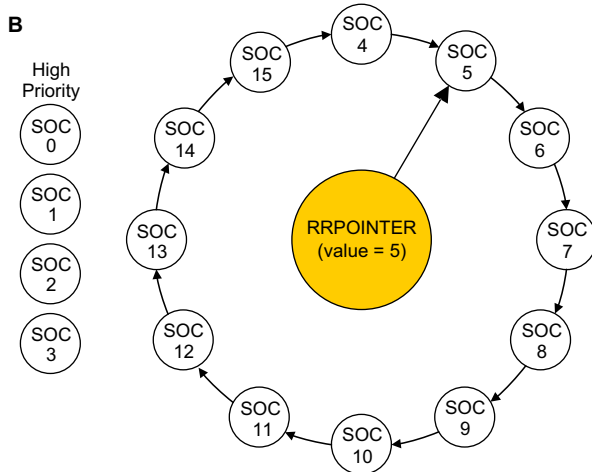 B
High
Priority
SOC
0
SOC
1
SOC
2
SOC
3
SOC
4
SOC
5
SOC
6
SOC
7
SOC
8
SOC
9
SOC
10
SOC
11
SOC
12
SOC
13
SOC
14
SOC
15
RRPOINTER
(value = 5)